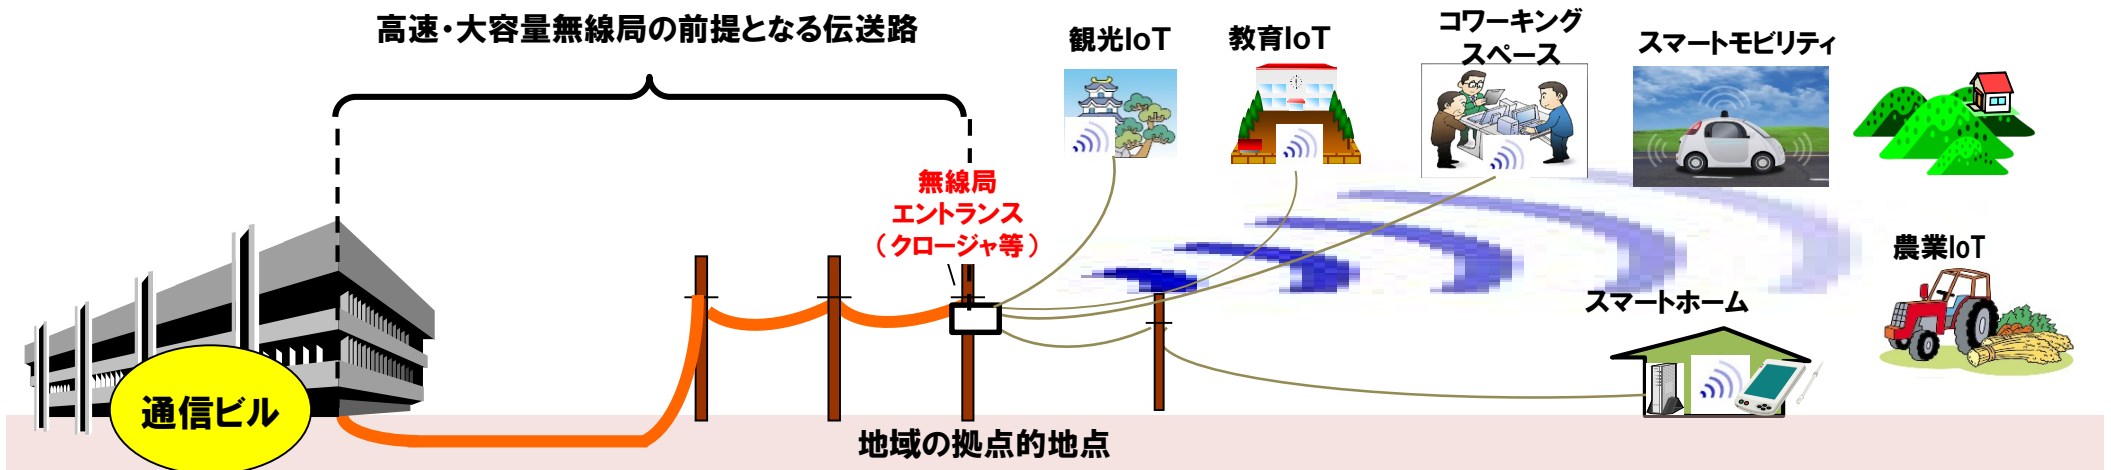 高速・大容量無線局の前提となる伝送路
観光IoT
教育IoT
コワーキング
スペース
スマートモビリティ
無線局
エントランス
（クロージャ等）
農業IoT
スマートホーム
通信ビル
地域の拠点的地点